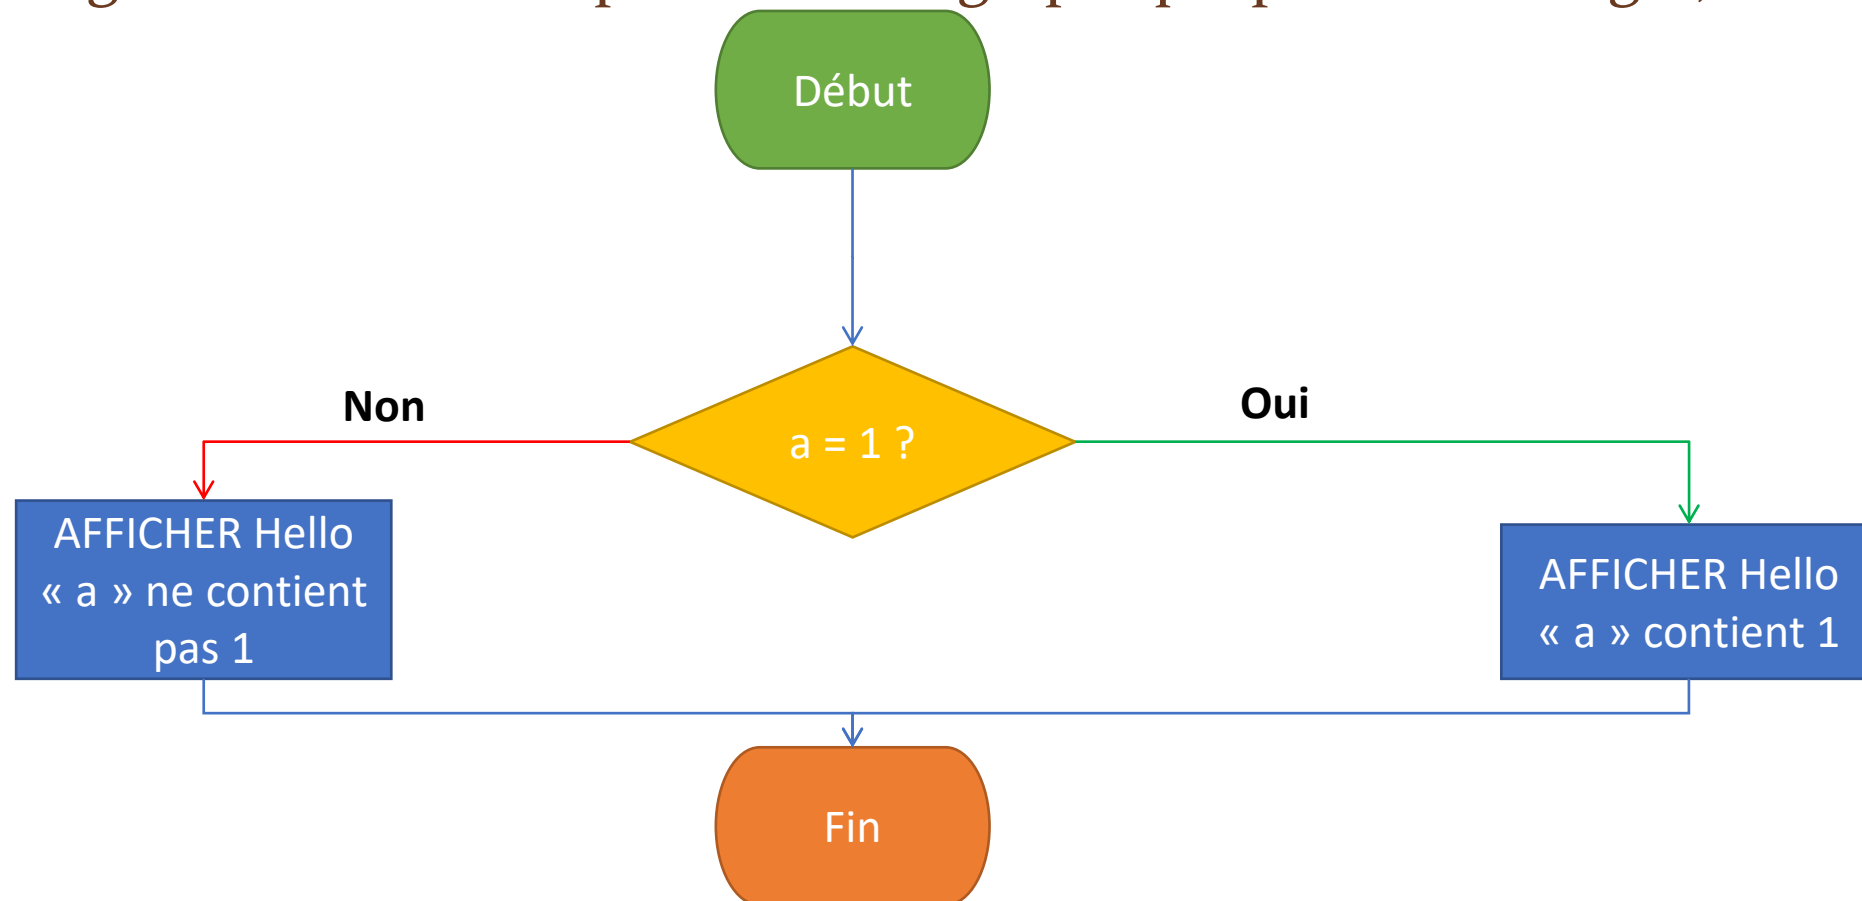 Début
Non
Oui
a = 1 ?
AFFICHER Hello
« a » ne contient
pas 1
AFFICHER Hello
« a » contient 1
Fin